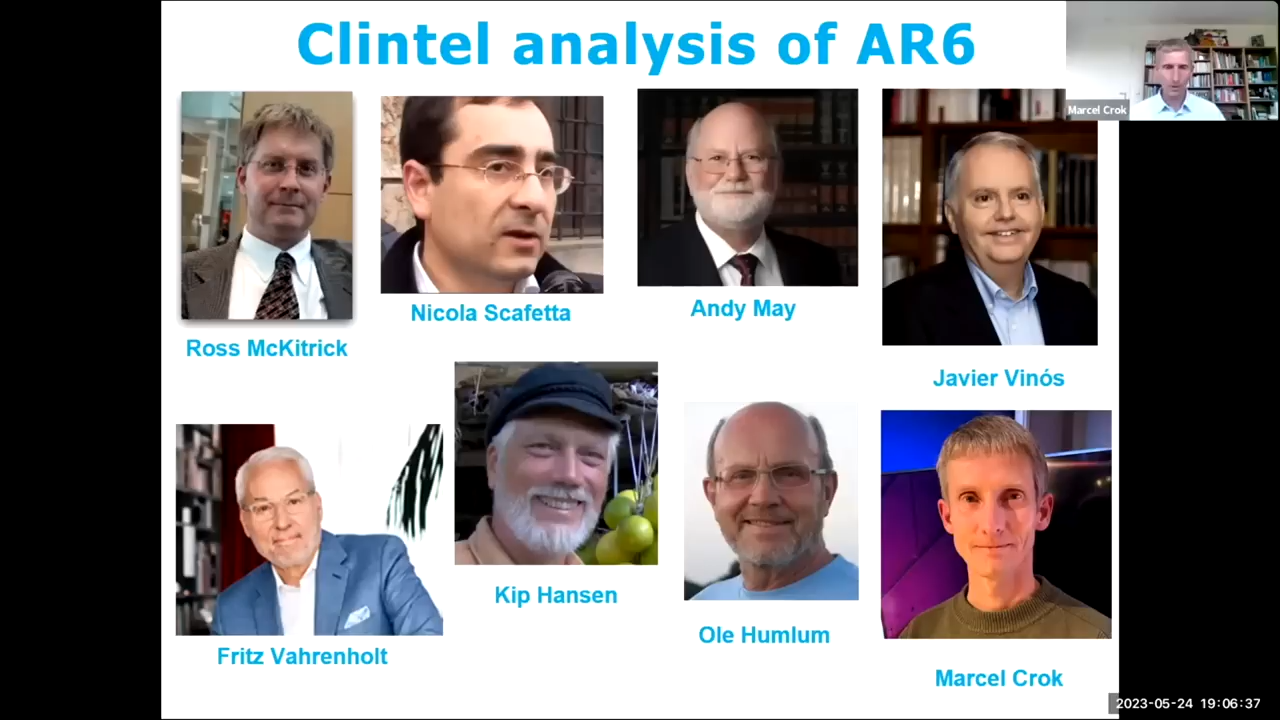 Clintel analysis of AR6
Marcel Crok
Ross McKitrick
Nicola Scafetta
Andy May
Javier Vinós
Fritz Vahrenholt
Kip Hansen
Ole Humlum
Marcel Crok
2023-05-24 19:06:37